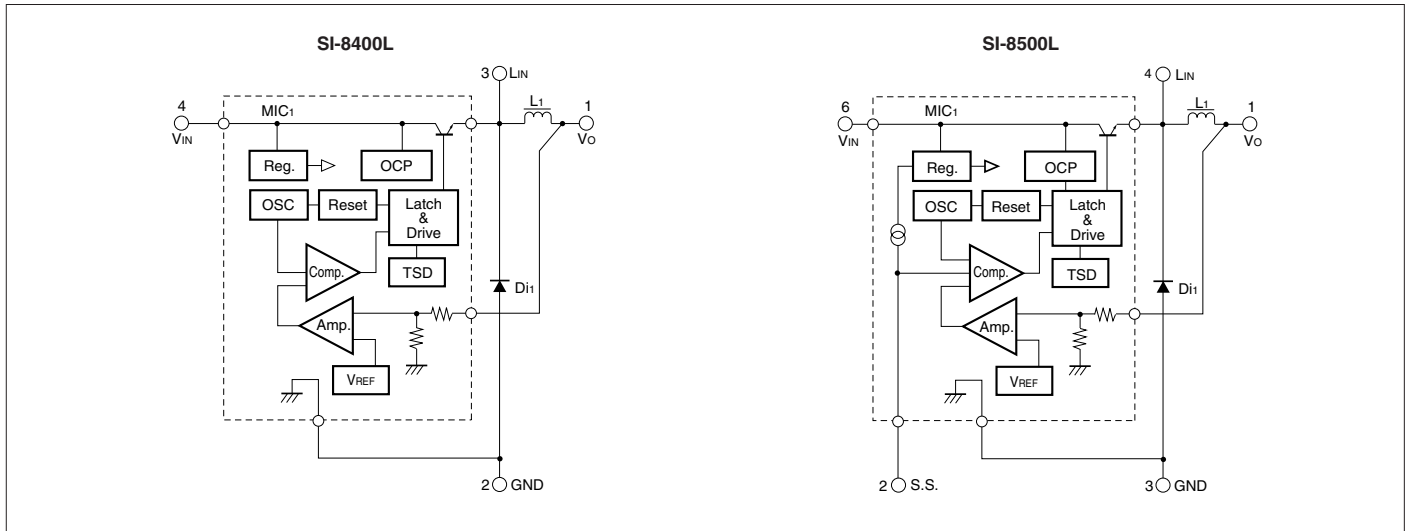 SI-8400L
3 LIN
L1
4
VIN
MIC1
1
VO
Reg.
OCP
OSC
Reset
Latch
&
Drive
Comp.
TSD
Di1
Amp.
VREF
2 GND
SI-8500L
4 LIN
L1
6
VIN
MIC1
1
VO
Reg.
OCP
OSC
Reset
Latch
&
Drive
Comp.
TSD
Di1
Amp.
VREF
2 S.S.
3 GND